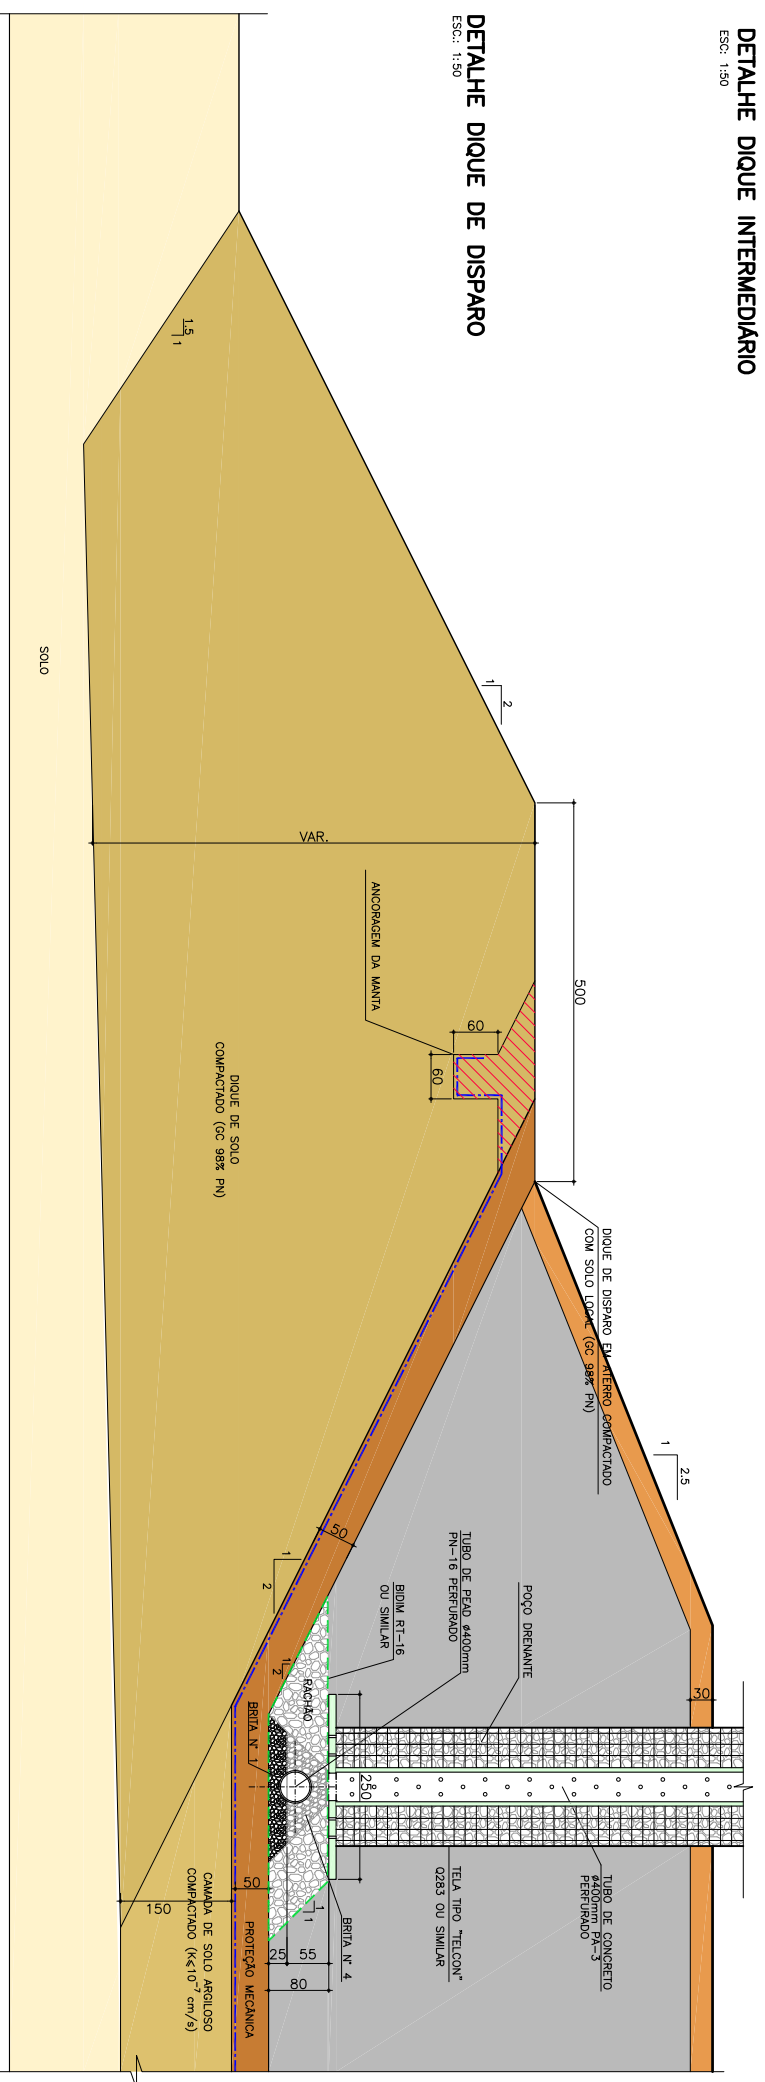 DETALHE DIQUE INTERMEDIÁRIO
ESC: 1:50
DETALHE DIQUE DE DISPARO
ESC.: 1:50
1.5
1
SOLO
1
2
VAR.
500
ANCORAGEM DA MANTA
60
60
DIQUE DE SOLO
COMPACTADO (GC 98% PN)
DIQUE DE DISPARO EM ATERRO COMPACTADO
COM SOLO LOCAL (GC 98% PN)
1
2.5
50
1
2
TUBO DE PEAD ø400mm
PN-16 PERFURADO
BIDIM RT-16
OU SIMILAR
POÇO DRENANTE
30
1
2
RACHÃO
BRITA N° 1
250
TUBO DE CONCRETO
ø400mm PA-3
PERFURADO
TELA TIPO "TELCON"
Q283 OU SIMILAR
1
1
BRITA N° 4
50
25
55
80
150
CAMADA DE SOLO ARGILOSO
COMPACTADO (K≤10⁻⁷ cm/s)
PROTEÇÃO MECÂNICA